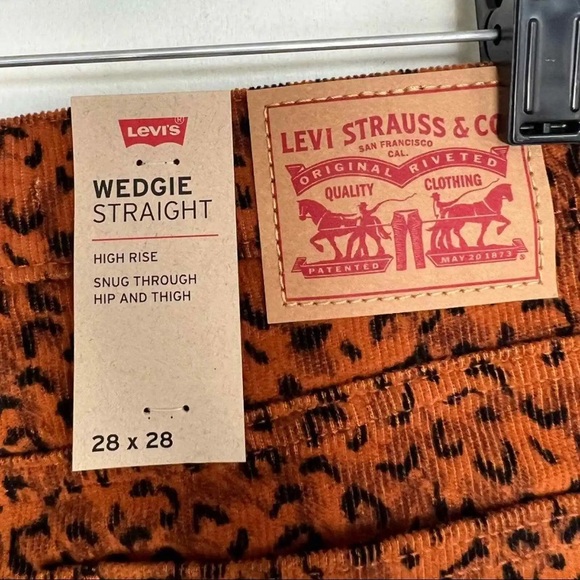 Levi's®
WEDGIE
STRAIGHT
HIGH RISE
SNUG THROUGH
HIP AND THIGH
28 x 28
LEVI STRAUSS & CO
SAN FRANCISCO
CAL.
ORIGINAL RIVETED
QUALITY CLOTHING
PATENTED MAY 20 1873